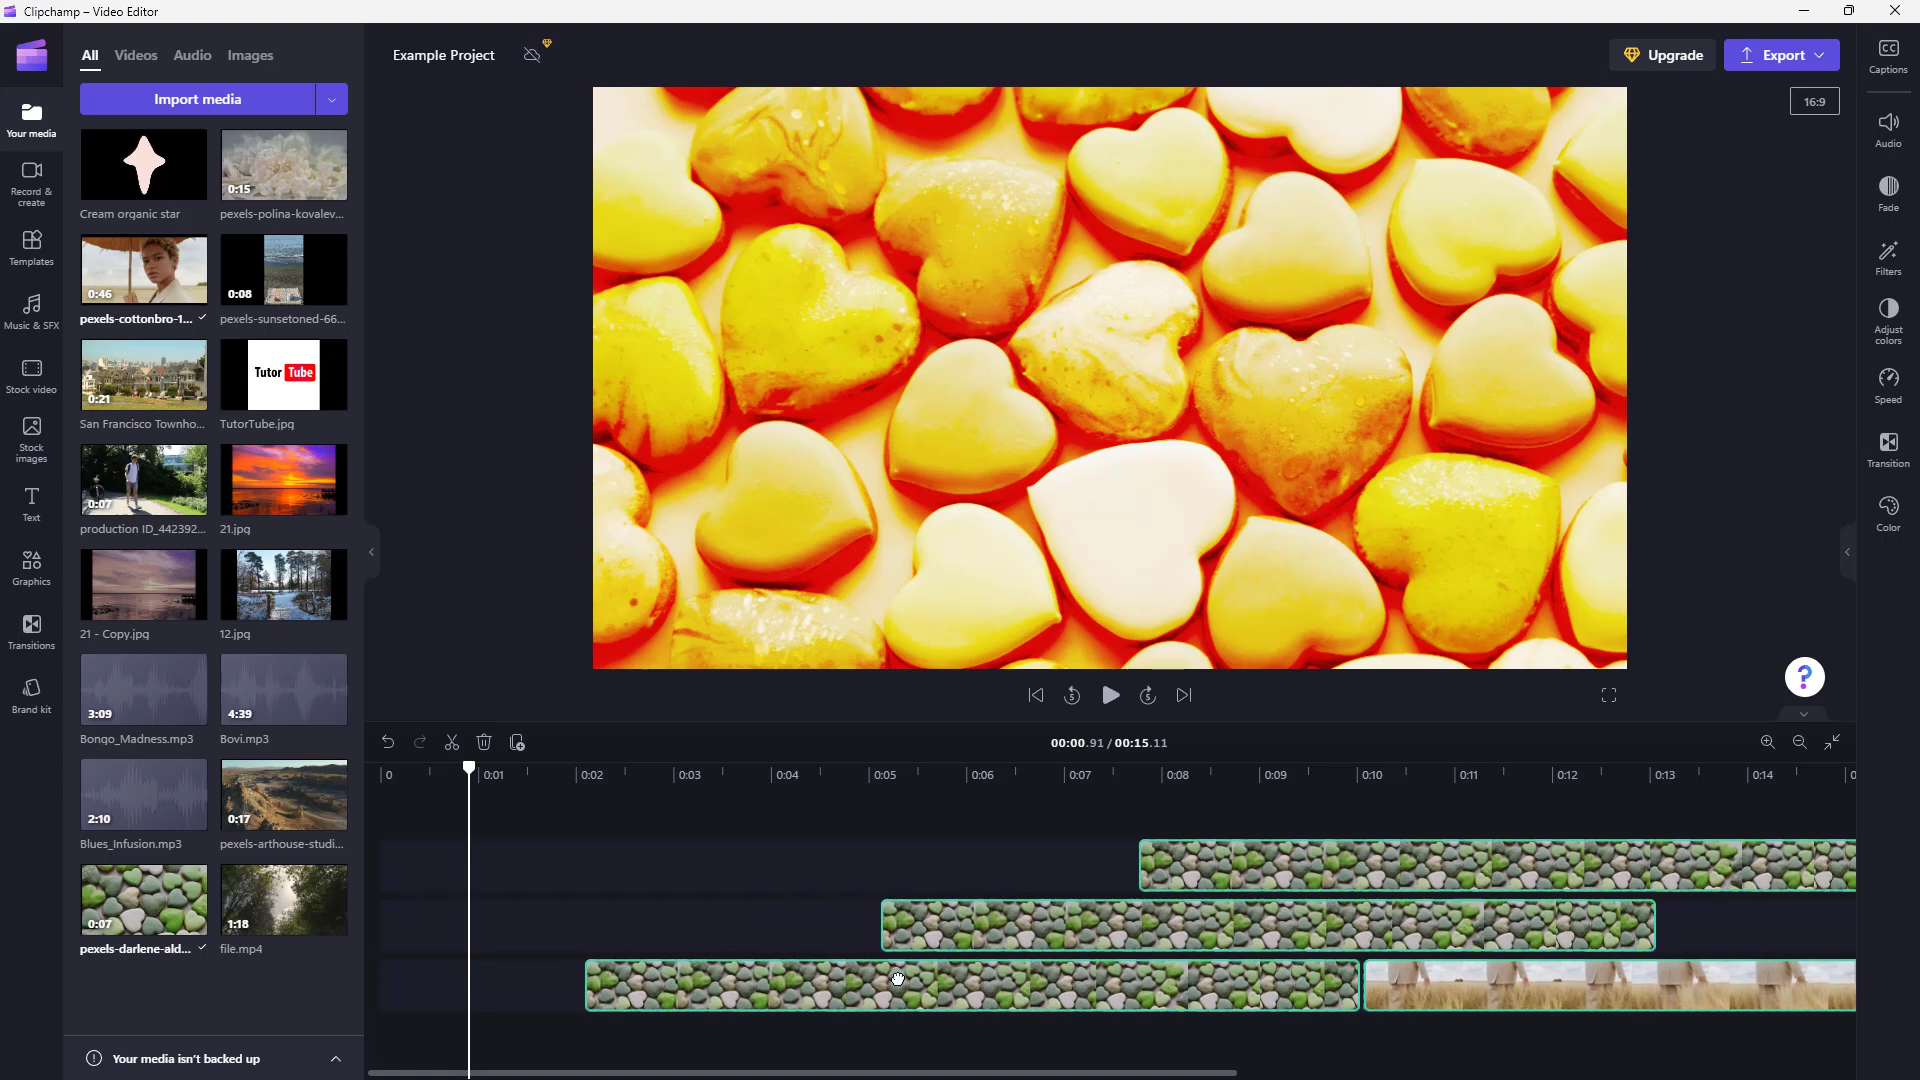 Clipchamp – Video Editor
All Videos Audio Images
Import media
Your media
Record & create
Templates
Music & SFX
Stock video
Stock images
Text
Graphics
Transitions
Brand kit
Cream organic star
0:15
pexels-polina-kovalev...
0:46
pexels-cottonbro-1...
0:08
pexels-sunsetoned-66...
0:21
San Francisco Townho...
Tutor Tube
TutorTube.jpg
0:07
production ID_442392...
21.jpg
21 - Copy.jpg
12.jpg
3:09
Bongo_Madness.mp3
4:39
Bovi.mp3
2:10
Blues_Infusion.mp3
0:17
pexels-arthouse-studi...
0:07
pexels-darlene-ald...
1:18
file.mp4
Your media isn't backed up
Example Project
Upgrade
Export
16:9
5
5
?
00:00.91 / 00:15.11
0 0:01 0:02 0:03 0:04 0:05 0:06 0:07 0:08 0:09 0:10 0:11 0:12 0:13 0:14 0
CC
Captions
Audio
Fade
Filters
Adjust colors
Speed
Transition
Color